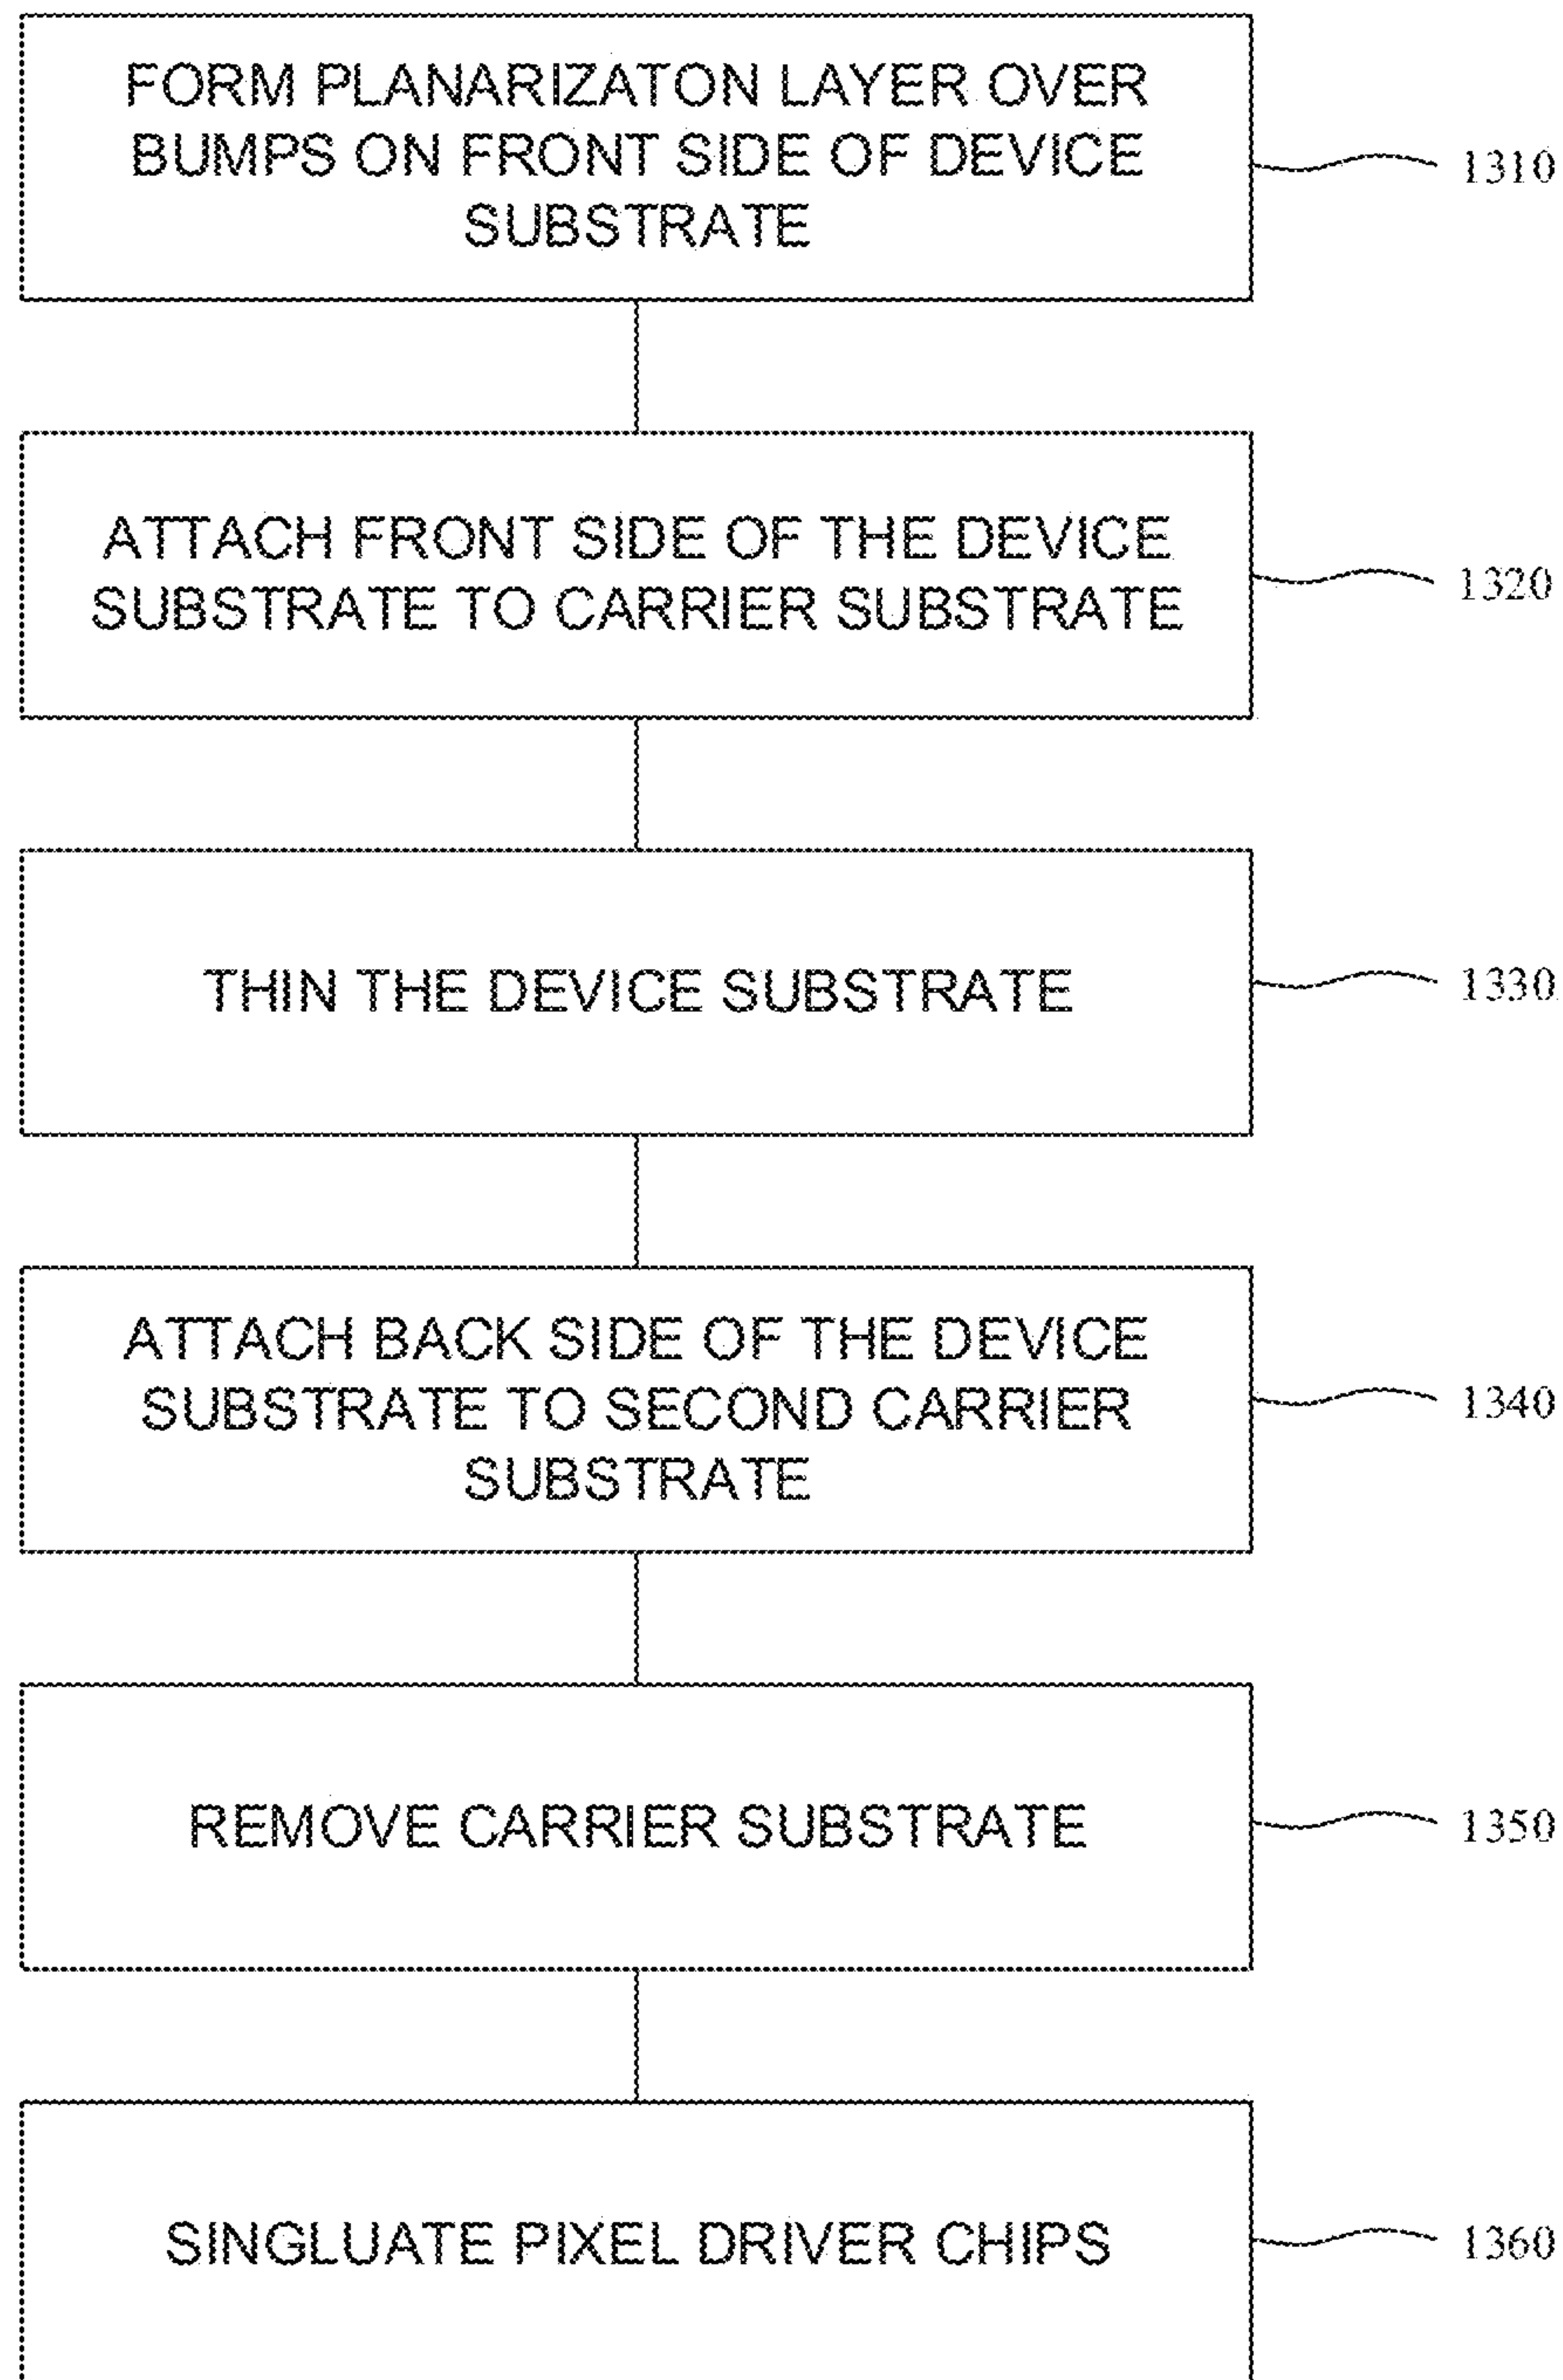 FORM PLANARIZATON LAYER OVER
BUMPS ON FRONT SIDE OF DEVICE
SUBSTRATE
1310
ATTACH FRONT SIDE OF THE DEVICE
SUBSTRATE TO CARRIER SUBSTRATE
1320
THIN THE DEVICE SUBSTRATE
1330
ATTACH BACK SIDE OF THE DEVICE
SUBSTRATE TO SECOND CARRIER
SUBSTRATE
1340
REMOVE CARRIER SUBSTRATE
1350
SINGLUATE PIXEL DRIVER CHIPS
1360